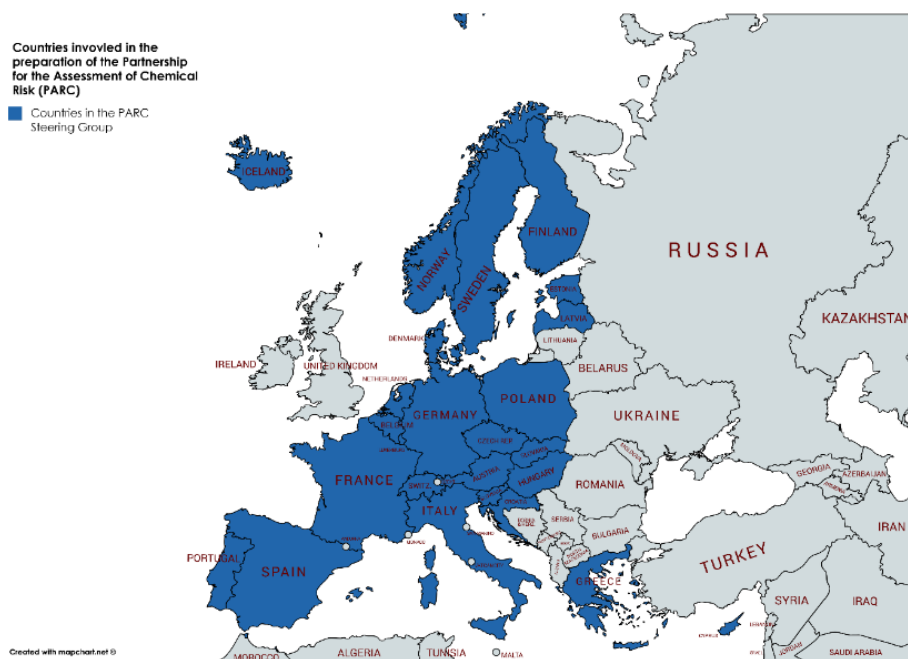 Countries invovled in the
preparation of the Partnership
for the Assessment of Chemical
Risk (PARC)
Countries in the PARC
Steering Group
ICELAND
FINLAND
NORWAY
SWEDEN
RUSSIA
ESTONIA
LATVIA
KAZAKHSTAN
DENMARK
LITHUANIA
IRELAND
UNITED KINGDOM
BELARUS
NETHERLANDS
POLAND
GERMANY
UKRAINE
BELGIUM
CZECH REP.
FRANCE
SWITZ.
AUSTRIA
HUNGARY
ROMANIA
MOLDOVA
GEORGIA
AZERBAIJAN
ITALY
CROATIA
SERBIA
BULGARIA
MONACO
SAN MARINO
PORTUGAL
SPAIN
GREECE
TURKEY
IRAN
SYRIA
IRAQ
CYPRUS
MOROCCO
ALGERIA
TUNISIA
MALTA
JORDAN
SAUDI ARABIA
Created with mapchart.net ©